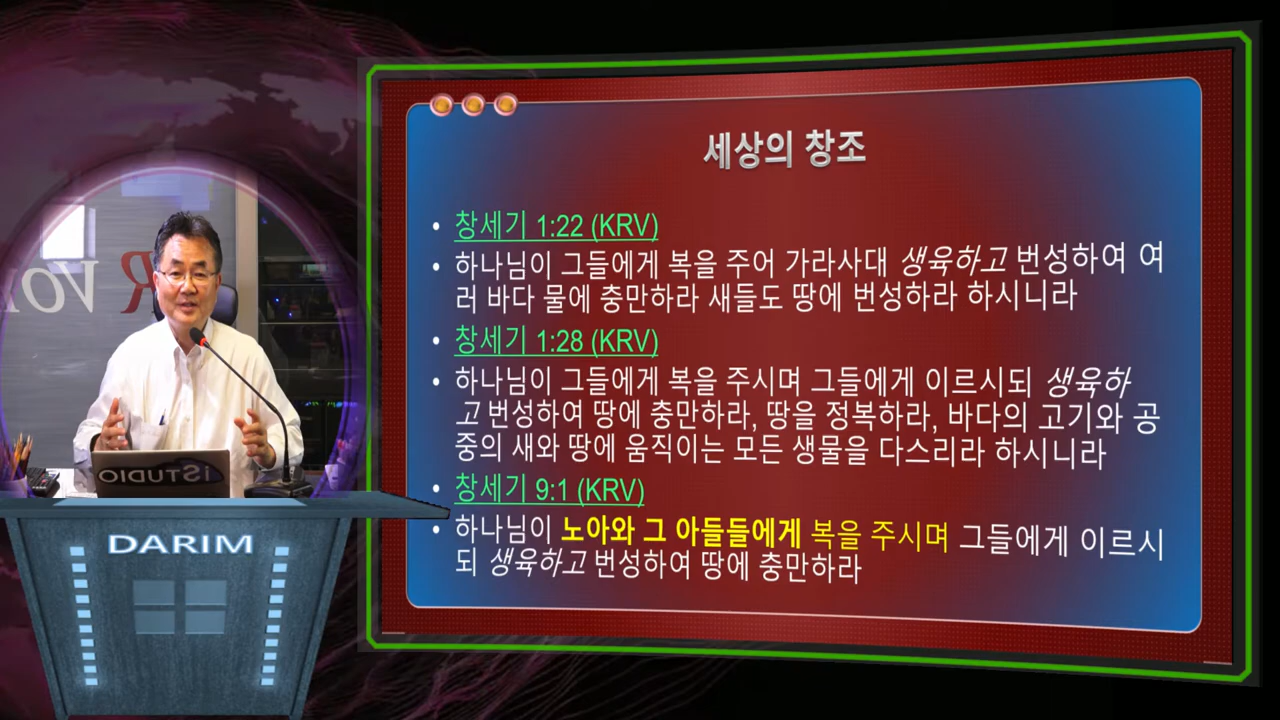 세상의 창조
• 창세기 1:22 (KRV)
• 하나님이 그들에게 복을 주어 가라사대 생육하고 번성하여 여
러 바다 물에 충만하라 새들도 땅에 번성하라 하시니라
• 창세기 1:28 (KRV)
• 하나님이 그들에게 복을 주시며 그들에게 이르시되 생육하
고 번성하여 땅에 충만하라, 땅을 정복하라, 바다의 고기와 공
중의 새와 땅에 움직이는 모든 생물을 다스리라 하시니라
• 창세기 9:1 (KRV)
• 하나님이 노아와 그 아들들에게 복을 주시며 그들에게 이르시
되 생육하고 번성하여 땅에 충만하라
iSTUDIO
DARIM